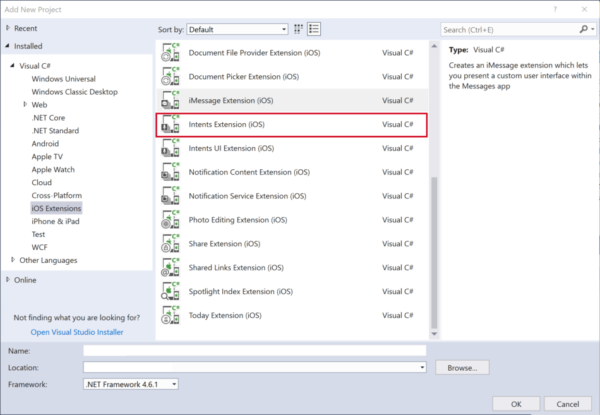 Add New Project
? ×
Recent
Installed
Visual C#
Windows Universal
Windows Classic Desktop
Web
.NET Core
.NET Standard
Android
Apple TV
Apple Watch
Cloud
Cross-Platform
iOS Extensions
iPhone & iPad
Test
WCF
Other Languages
Online
Not finding what you are looking for?
Open Visual Studio Installer
Sort by: Default
Document File Provider Extension (iOS) Visual C#
Document Picker Extension (iOS) Visual C#
iMessage Extension (iOS) Visual C#
Intents Extension (iOS) Visual C#
Intents UI Extension (iOS) Visual C#
Notification Content Extension (iOS) Visual C#
Notification Service Extension (iOS) Visual C#
Photo Editing Extension (iOS) Visual C#
Share Extension (iOS) Visual C#
Shared Links Extension (iOS) Visual C#
Spotlight Index Extension (iOS) Visual C#
Today Extension (iOS) Visual C#
Search (Ctrl+E)
Type: Visual C#
Creates an iMessage extension which lets
you present a custom user interface within
the Messages app
Name:
Location:
Browse...
Framework: .NET Framework 4.6.1
OK Cancel